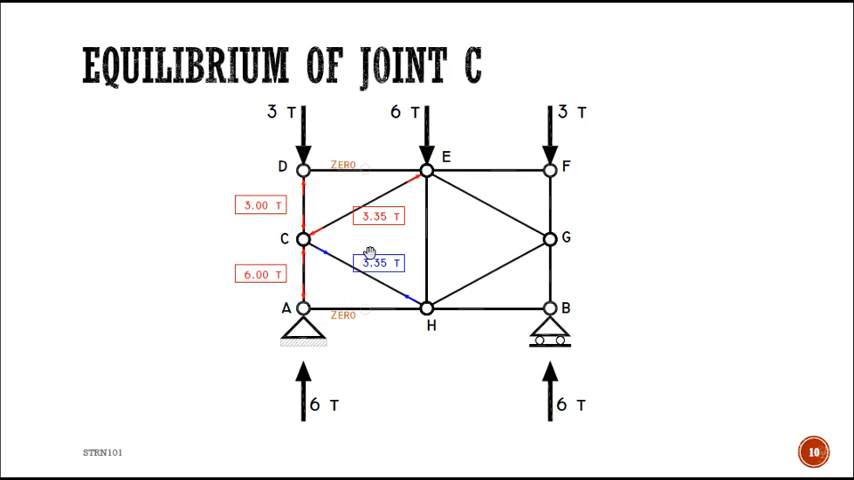 EQUILIBRIUM OF JOINT C
3 T
6 T
3 T
D
ZERO
E
F
3.00 T
3.35 T
C
G
3.35 T
6.00 T
A
ZERO
H
B
6 T
6 T
STRN101
10